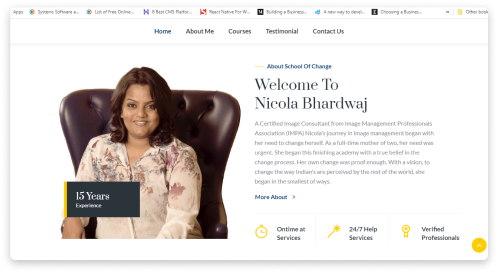 Apps Systems Software a... List of Free Online... 8 Best CMS Platfor... React Native For W... Building a Business... A new way to devel... Choosing a Busines... Other book
Home About Me Courses Testimonial Contact Us
About School Of Change
Welcome To
Nicola Bhardwaj
A Certified Image Consultant from Image Management Professionals
Association (IMPA) Nicola's journey in image management began with
her need to change herself. As a full-time mother of two, her need was
urgent. She began this finishing academy with a true belief in the
change process. Her own change was proof enough. With a vision, to
change the way Indian's are perceived by the rest of the world, she
began in the smallest of ways.
More About
15 Years
Experience
Ontime at
Services
24/7 Help
Services
Verified
Professionals